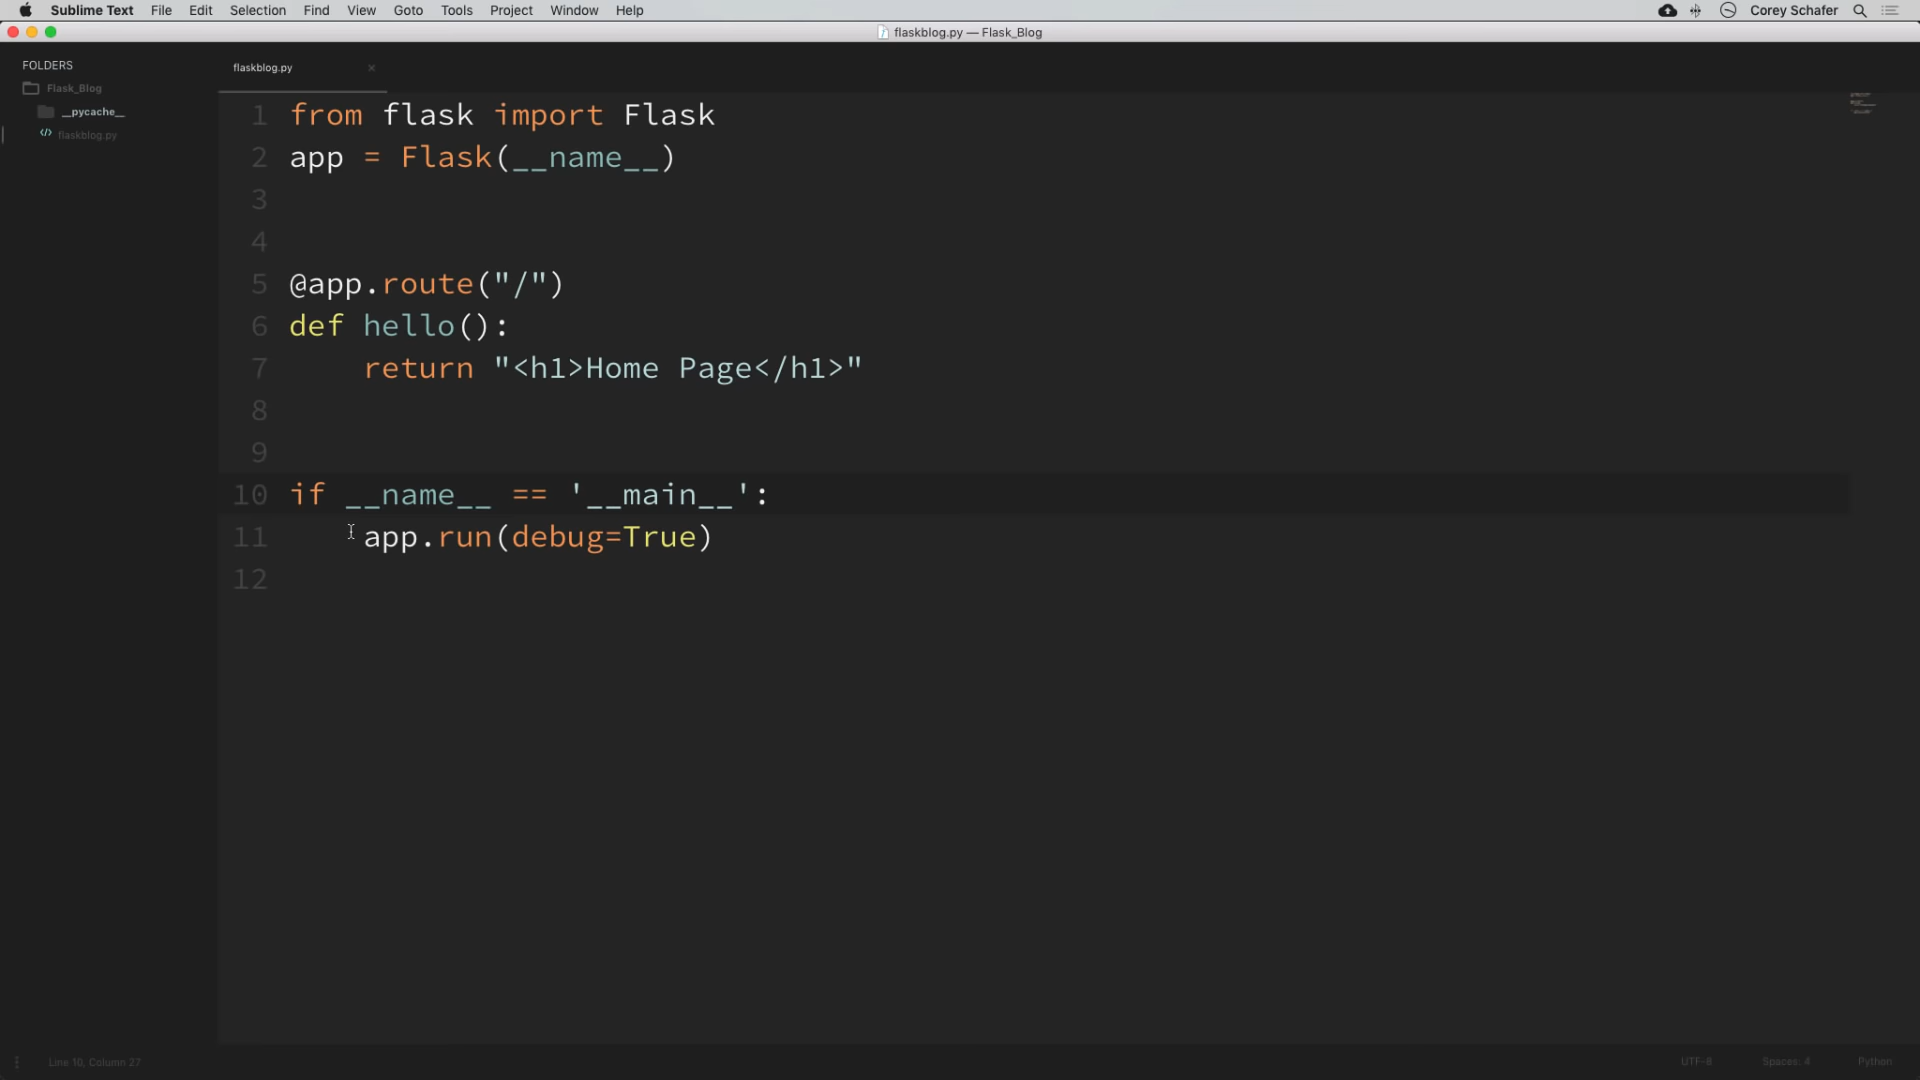 Sublime Text File Edit Selection Find View Goto Tools Project Window Help Corey Schafer
flaskblog.py — Flask_Blog
FOLDERS
Flask_Blog
__pycache__
flaskblog.py
flaskblog.py ×
1 from flask import Flask
2 app = Flask(__name__)
3
4
5 @app.route("/")
6 def hello():
7     return "<h1>Home Page</h1>"
8
9
10 if __name__ == '__main__':
11     app.run(debug=True)
12
Line 10, Column 27 UTF-8 Spaces: 4 Python